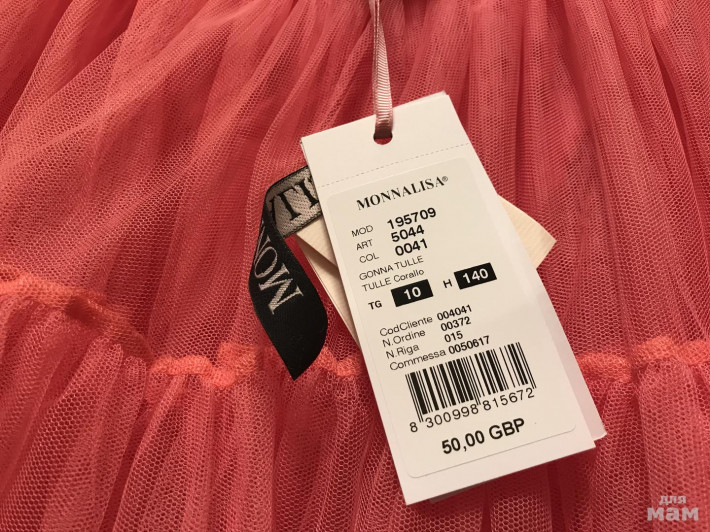 MONNALISA®
MOD 195709
ART 5044
COL 0041
GONNA TULLE
TULLE Corallo
TG 10 H 140
CodCliente 004041
N.Ordine 00372
N.Riga 015
Commessa 0050617
8 300998 815672
50,00 GBP
для
мам